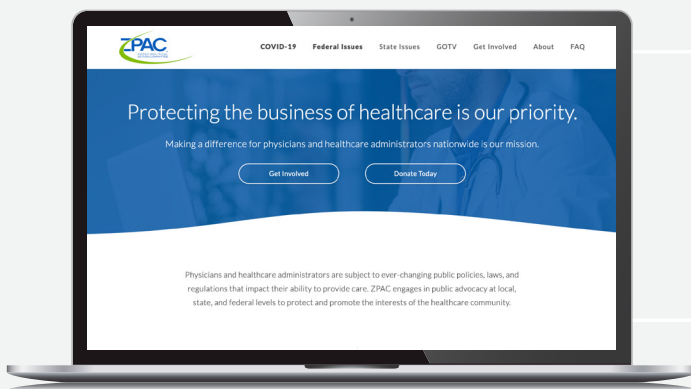 ZPAC
COVID-19 Federal Issues State Issues GOTV Get Involved About FAQ
Protecting the business of healthcare is our priority.
Making a difference for physicians and healthcare administrators nationwide is our mission.
Get Involved Donate Today
Physicians and healthcare administrators are subject to ever-changing public policies, laws, and
regulations that impact their ability to provide care. ZPAC engages in public advocacy at local,
state, and federal levels to protect and promote the interests of the healthcare community.